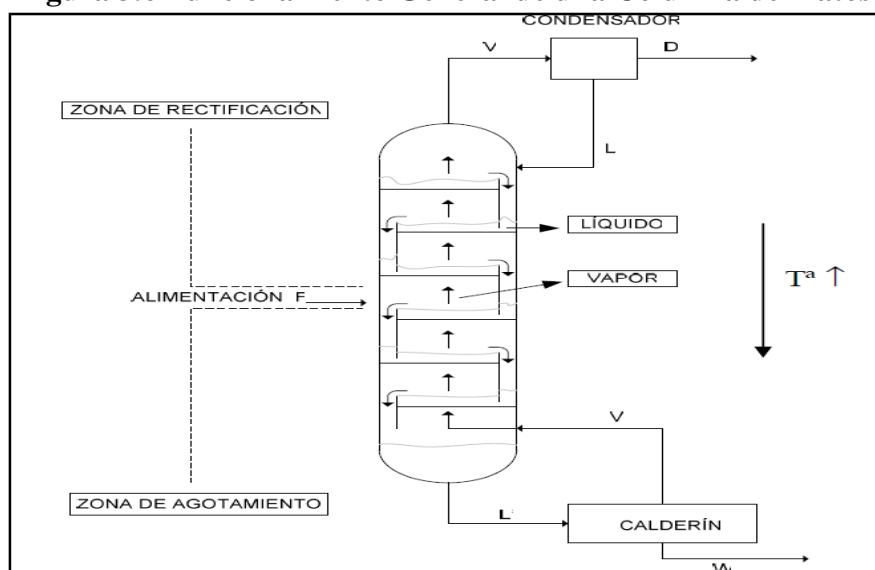 CONDENSADOR
V
D
ZONA DE RECTIFICACIÓN
L
LÍQUIDO
VAPOR
Tª ↑
ALIMENTACIÓN F
V
ZONA DE AGOTAMIENTO
L'
CALDERÍN
W